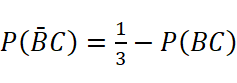 P(B̄C) = 1/3 − P(BC)